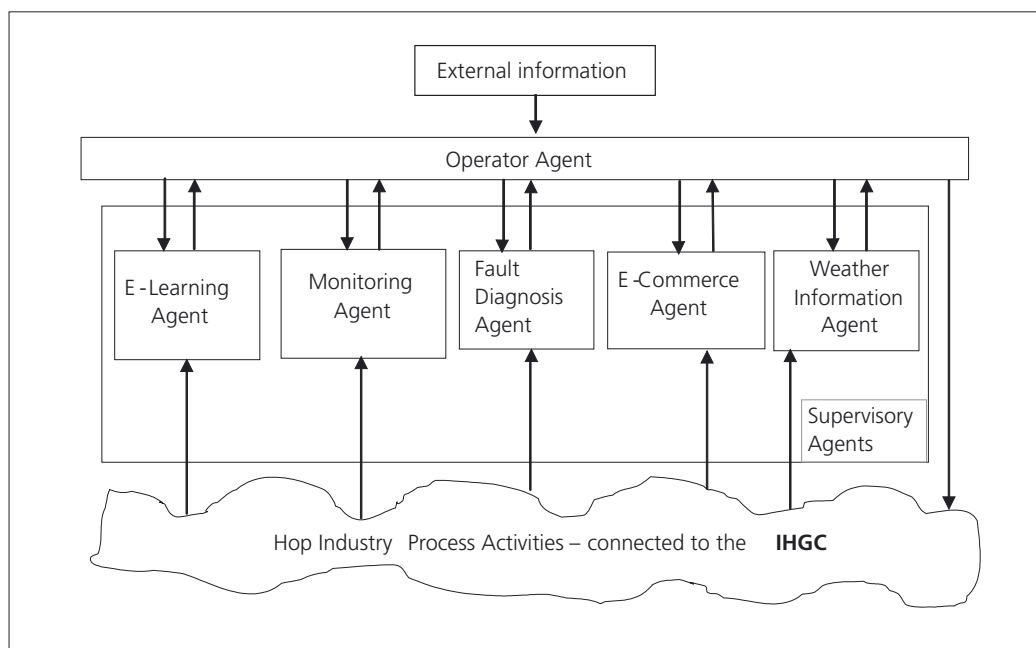 External information
Operator Agent
E-Learning
Agent
Monitoring
Agent
Fault
Diagnosis
Agent
E-Commerce
Agent
Weather
Information
Agent
Supervisory
Agents
Hop Industry Process Activities – connected to the IHGC